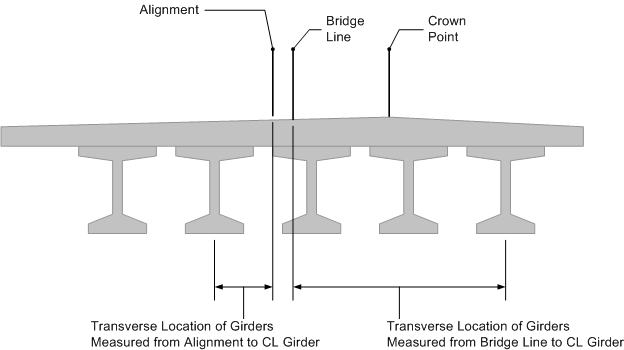 Alignment
Bridge
Line
Crown
Point
Transverse Location of Girders
Measured from Alignment to CL Girder
Transverse Location of Girders
Measured from Bridge Line to CL Girder